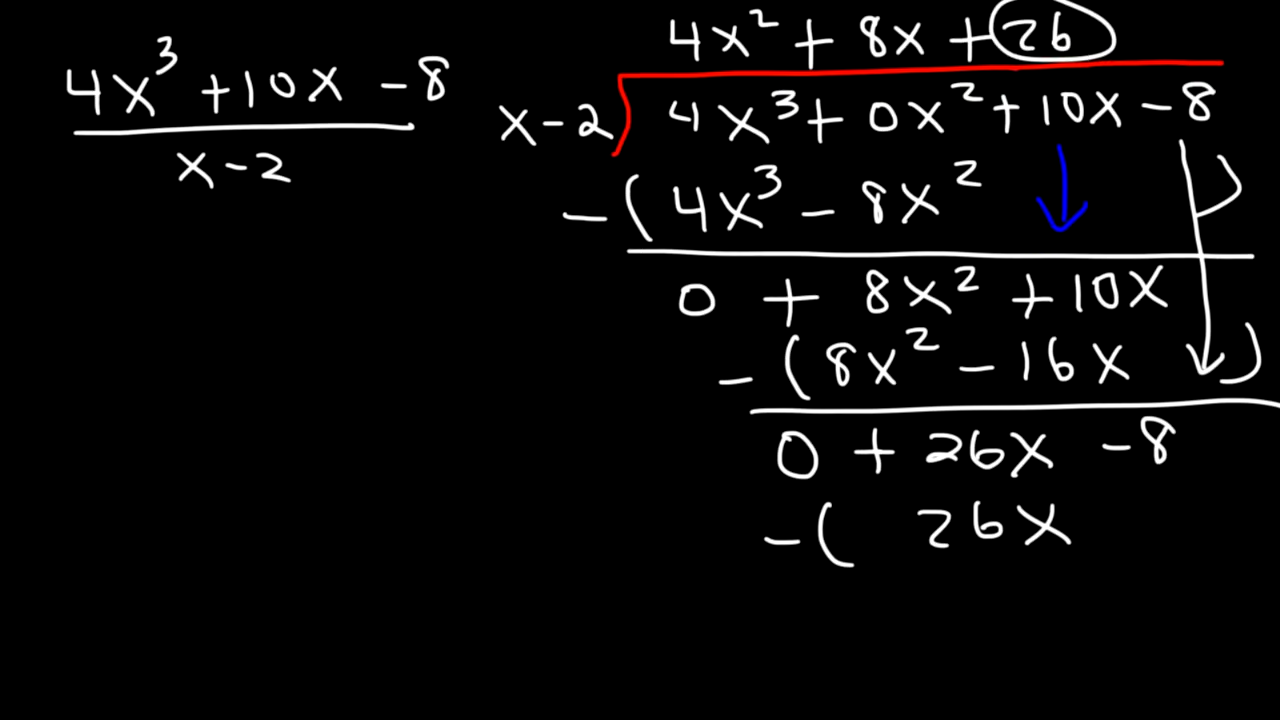 4x³ + 10x - 8
x - 2
4x² + 8x + 26
x - 2 ) 4x³ + 0x² + 10x - 8
- ( 4x³ - 8x² )
0 + 8x² + 10x
- ( 8x² - 16x )
0 + 26x - 8
- ( 26x